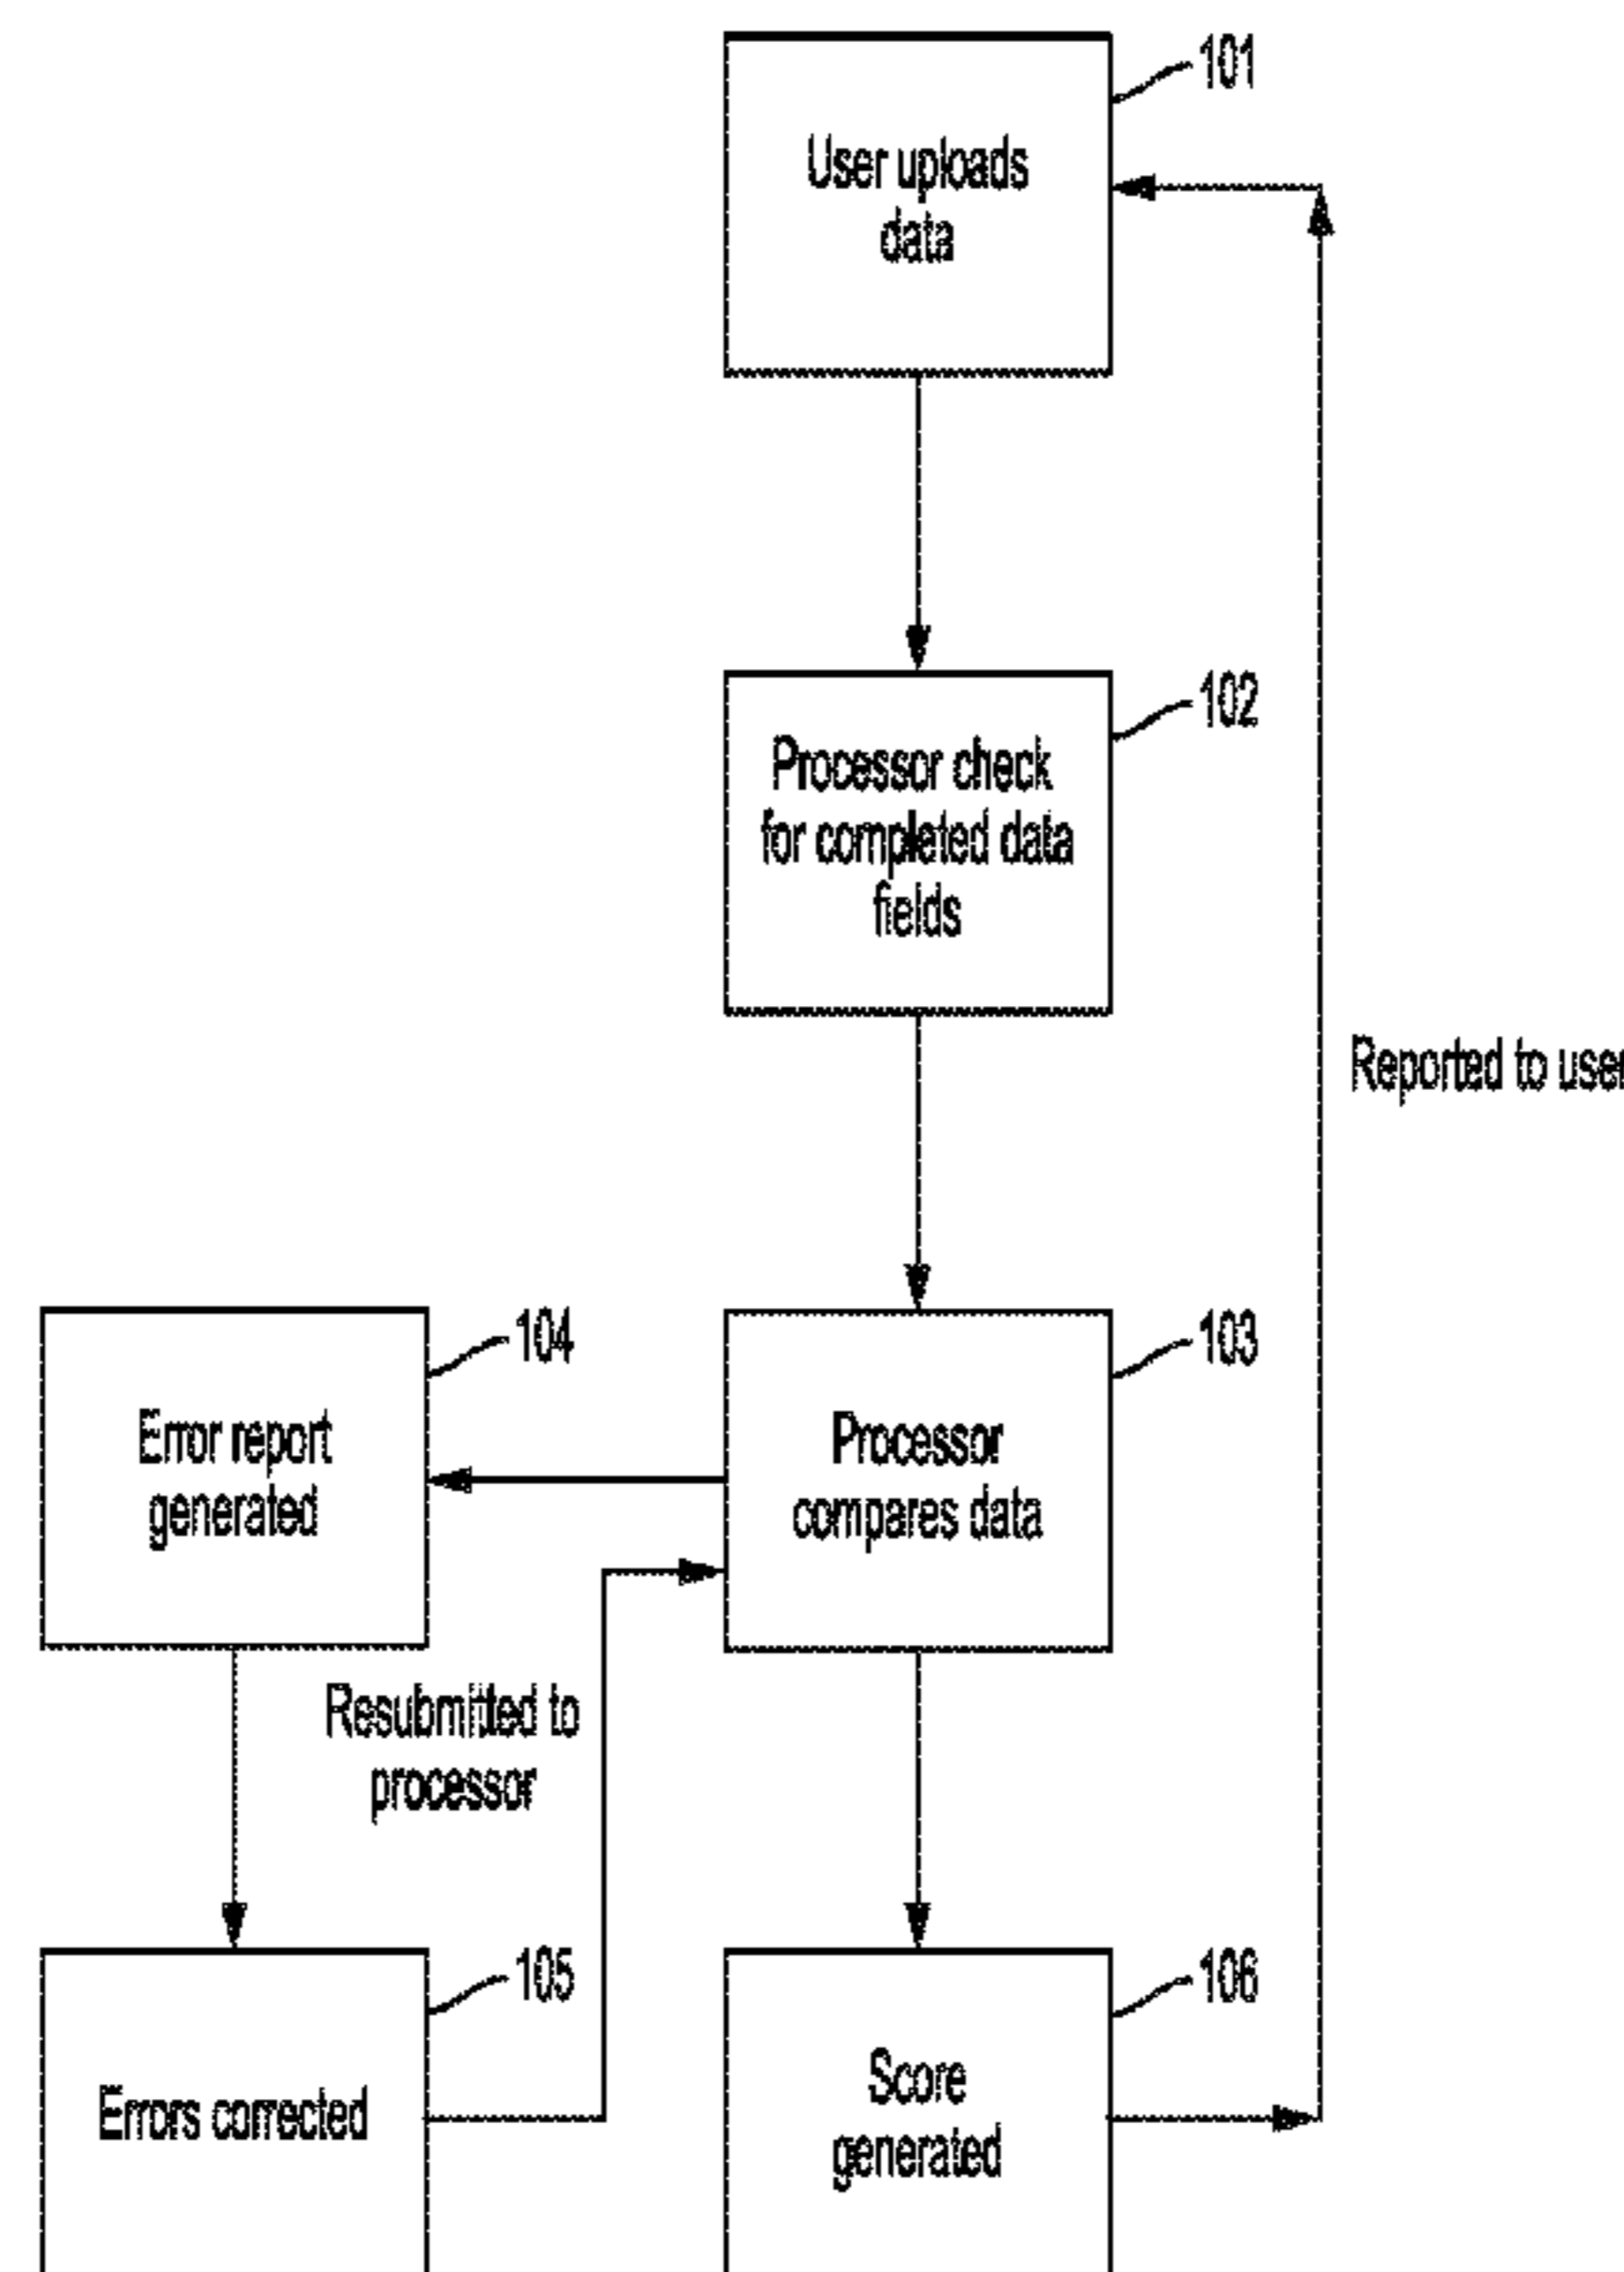 101
User uploads
data
102
Processor check
for completed data
fields
Reported to user
104
Error report
generated
103
Processor
compares data
Resubmitted to
processor
105
Errors corrected
106
Score
generated